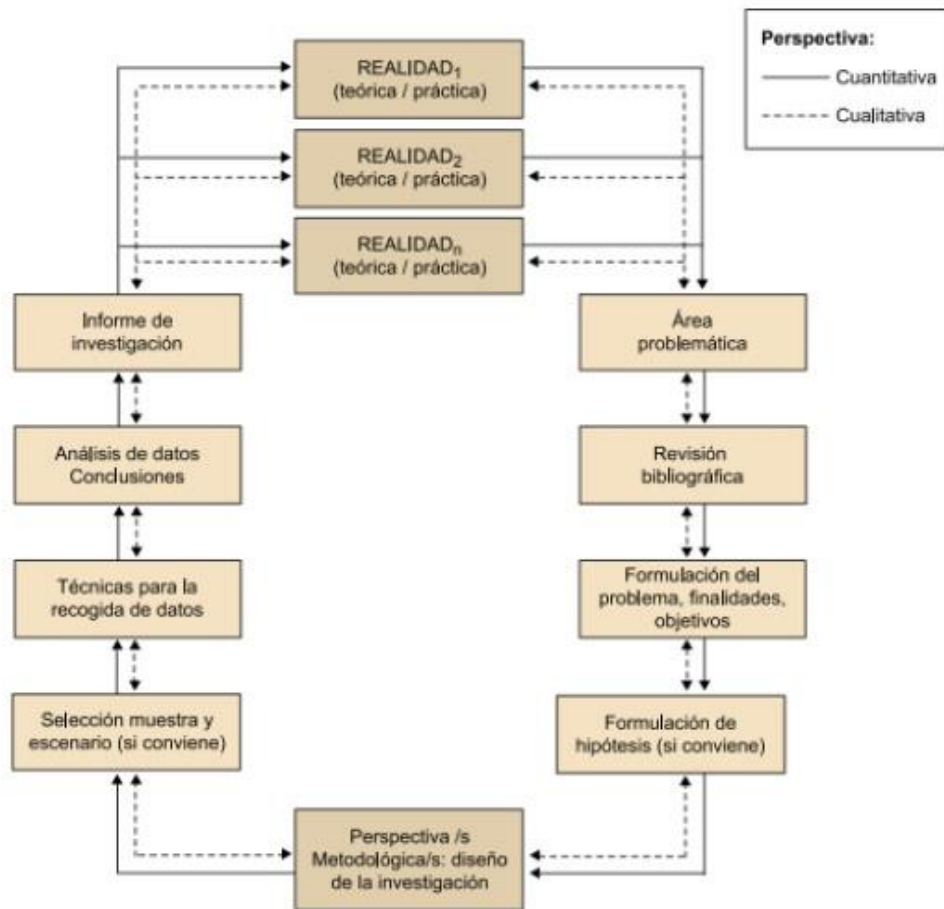 Perspectiva:
Cuantitativa
Cualitativa
REALIDAD₁
(teórica / práctica)
REALIDAD₂
(teórica / práctica)
REALIDADₙ
(teórica / práctica)
Informe de
investigación
Área
problemática
Análisis de datos
Conclusiones
Revisión
bibliográfica
Técnicas para la
recogida de datos
Formulación del
problema, finalidades,
objetivos
Selección muestra y
escenario (si conviene)
Formulación de
hipótesis (si conviene)
Perspectiva /s
Metodológica/s: diseño
de la investigación